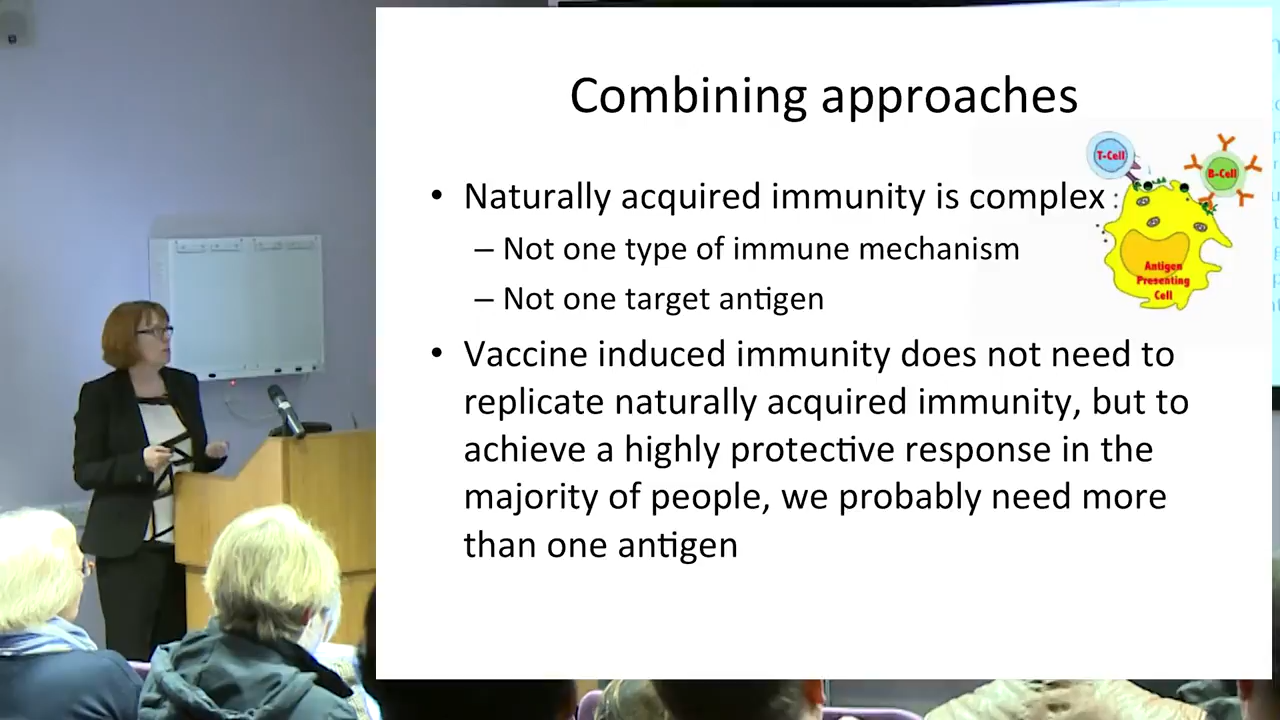 Combining approaches
• Naturally acquired immunity is complex :
– Not one type of immune mechanism
– Not one target antigen
• Vaccine induced immunity does not need to
replicate naturally acquired immunity, but to
achieve a highly protective response in the
majority of people, we probably need more
than one antigen
T-Cell
B-Cell
Antigen
Presenting
Cell